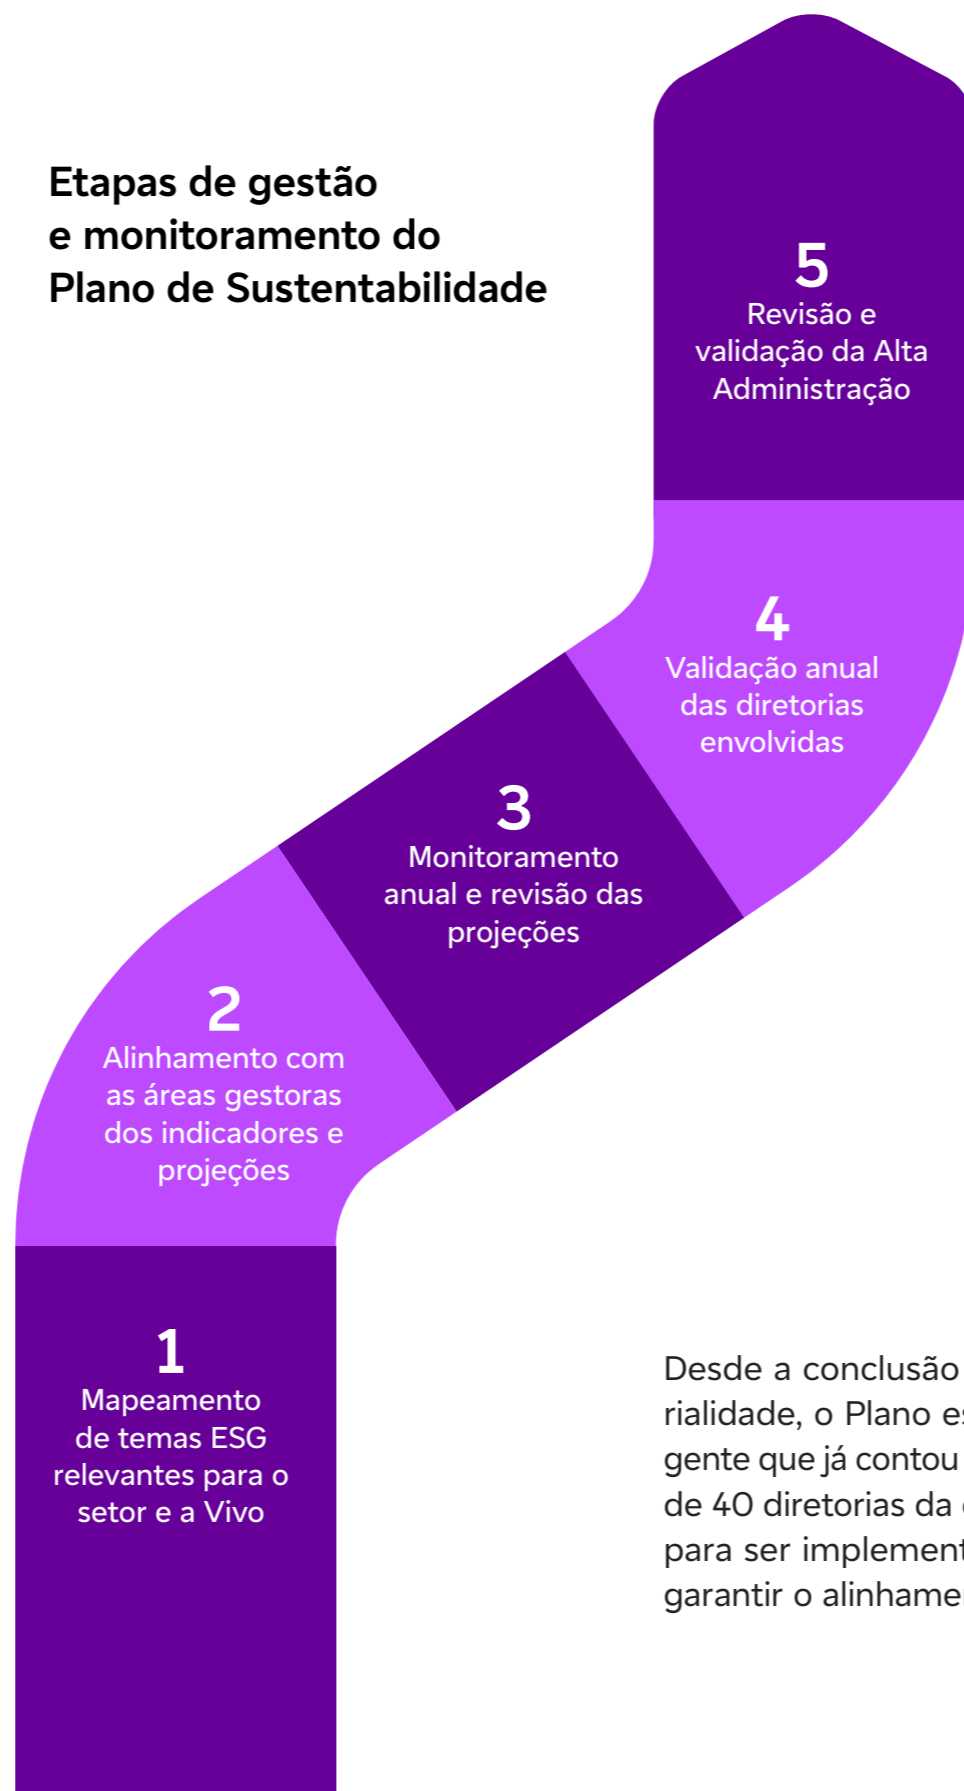 Etapas de gestão
e monitoramento do
Plano de Sustentabilidade
5
Revisão e
validação da Alta
Administração
4
Validação anual
das diretorias
envolvidas
3
Monitoramento
anual e revisão das
projeções
2
Alinhamento com
as áreas gestoras
dos indicadores e
projeções
1
Mapeamento
de temas ESG
relevantes para o
setor e a Vivo
Desde a conclusão
rialidade, o Plano
gente que já contou
de 40 diretorias da
para ser
garantir o